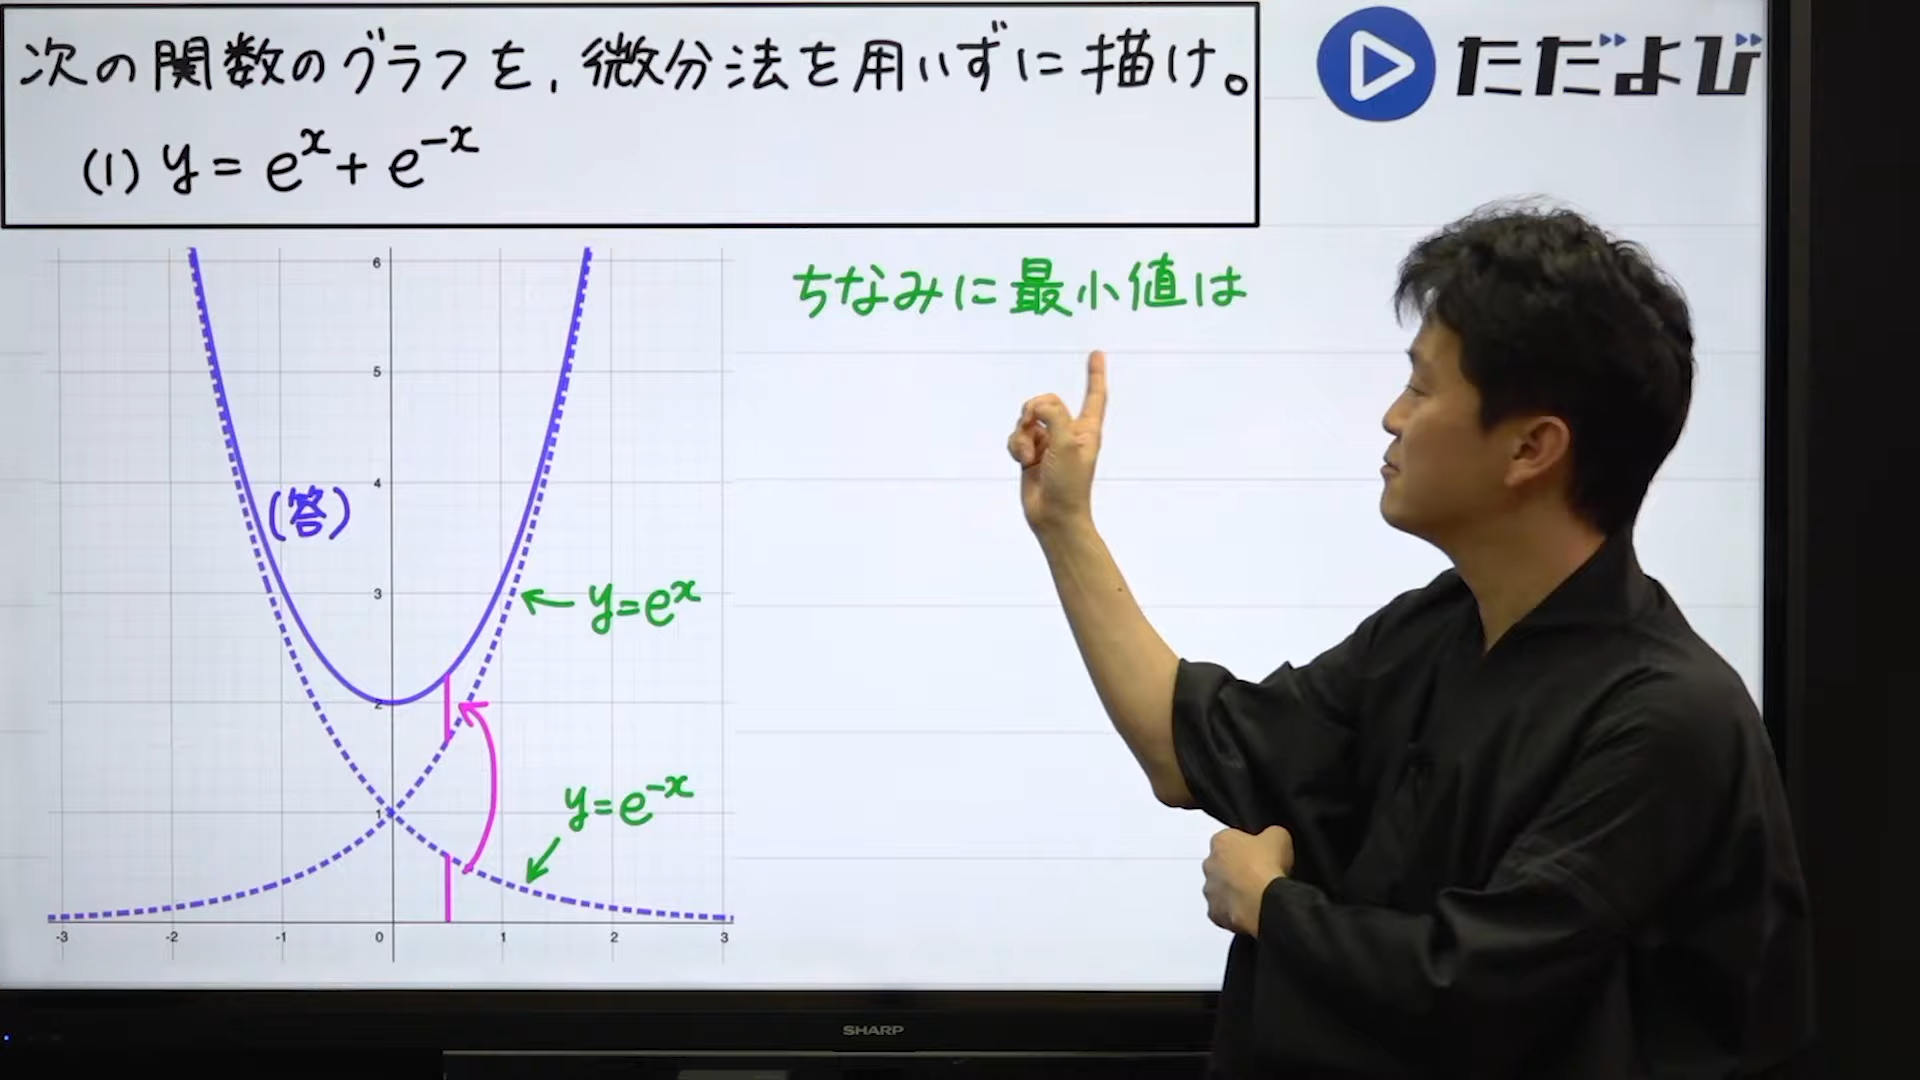 次の関数のグラフを、微分法を用いずに描け。
(1) y = e^x + e^{-x}
ただよび
ちなみに最小値は
(答)
y=e^x
y=e^{-x}
6
5
4
3
2
1
-3 -2 -1 0 1 2 3
SHARP